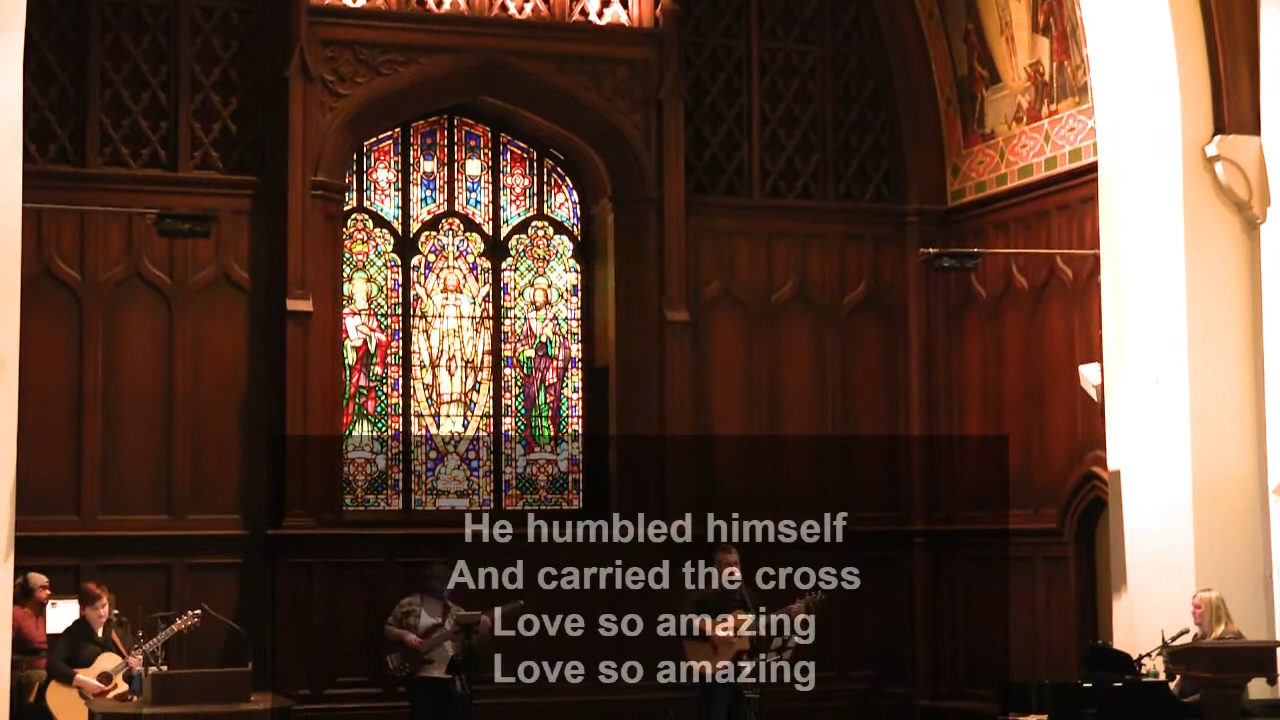 He humbled himself
And carried the cross
Love so amazing
Love so amazing